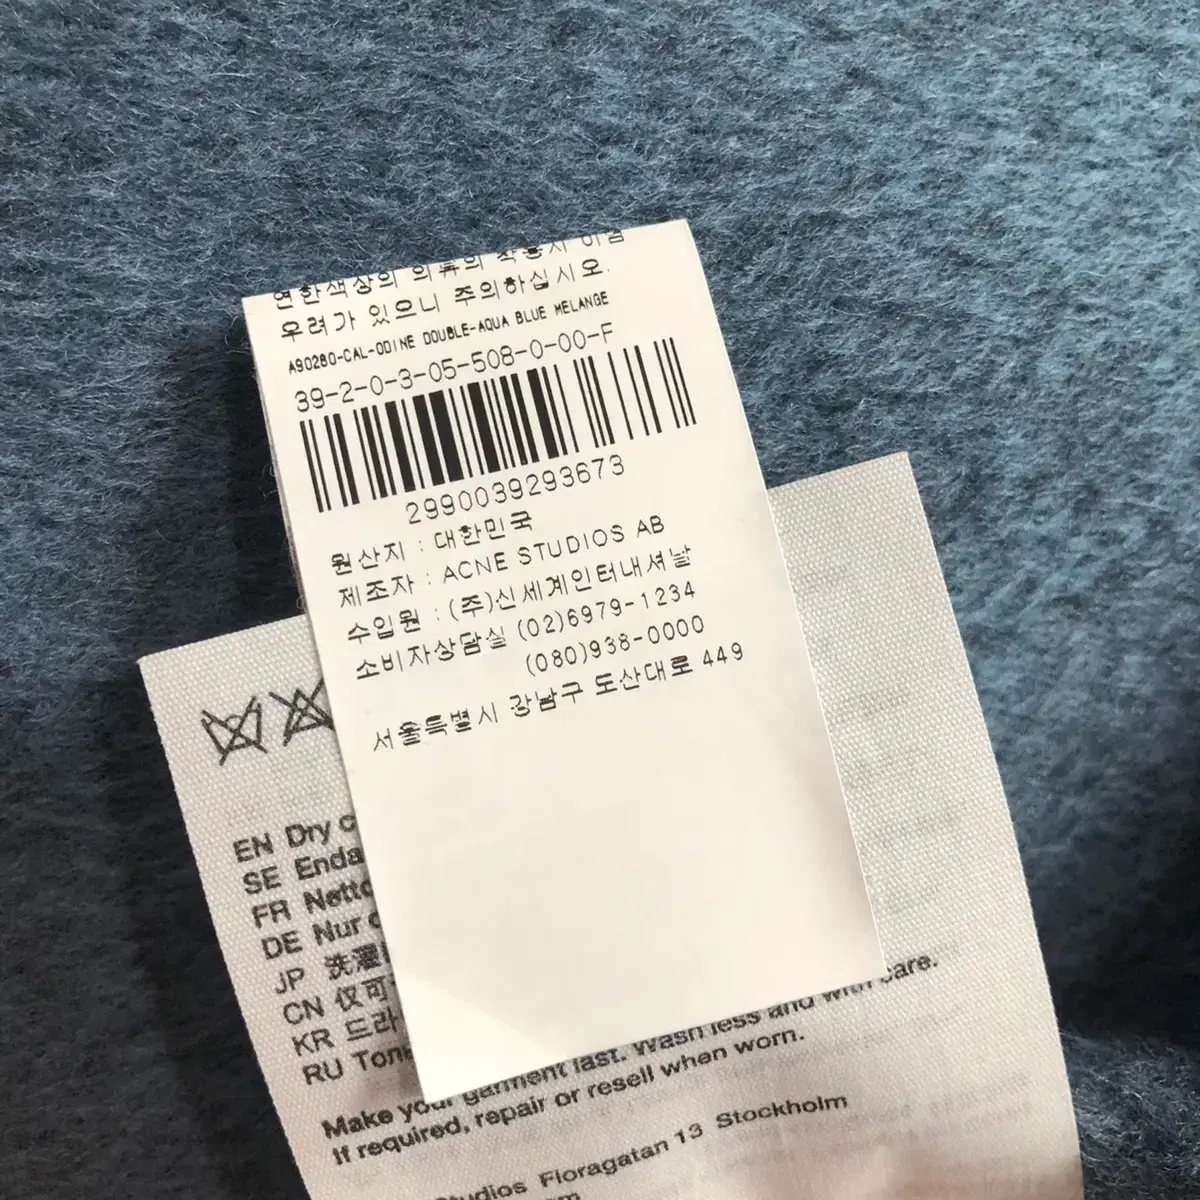 연한색상의 의류의 착용시 이염
우려가 있으니 주의하십시오.
A90280-CAL-ODINE DOUBLE-AQUA BLUE MELANGE
39-2-0-3-05-508-0-00-F
2990039293673
원산지 : 대한민국
제조자 : ACNE STUDIOS AB
수입원 : (주)신세계인터내셔날
소비자상담실 (02)6979-1234
(080)938-0000
서울특별시 강남구 도산대로 449
EN Dry c
SE Enda
FR Netto
DE Nur
JP 洗濯
CN 仅可
KR 드라
RU Ton
Make your garment last. Wash less and with care.
If required, repair or resell when worn.
Studios Floragatan 13 Stockholm